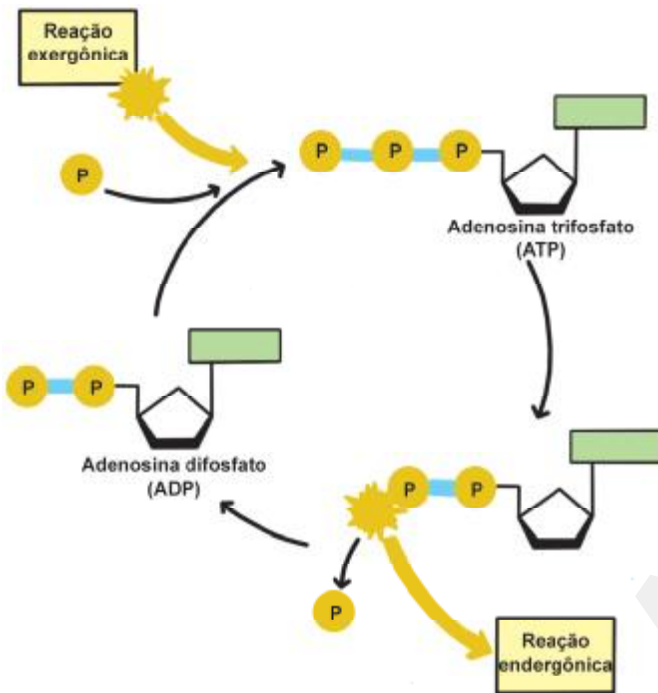 Reação
exergônica
P
P P P
Adenosina trifosfato
(ATP)
P P
Adenosina difosfato
(ADP)
P P
P
Reação
endergônica